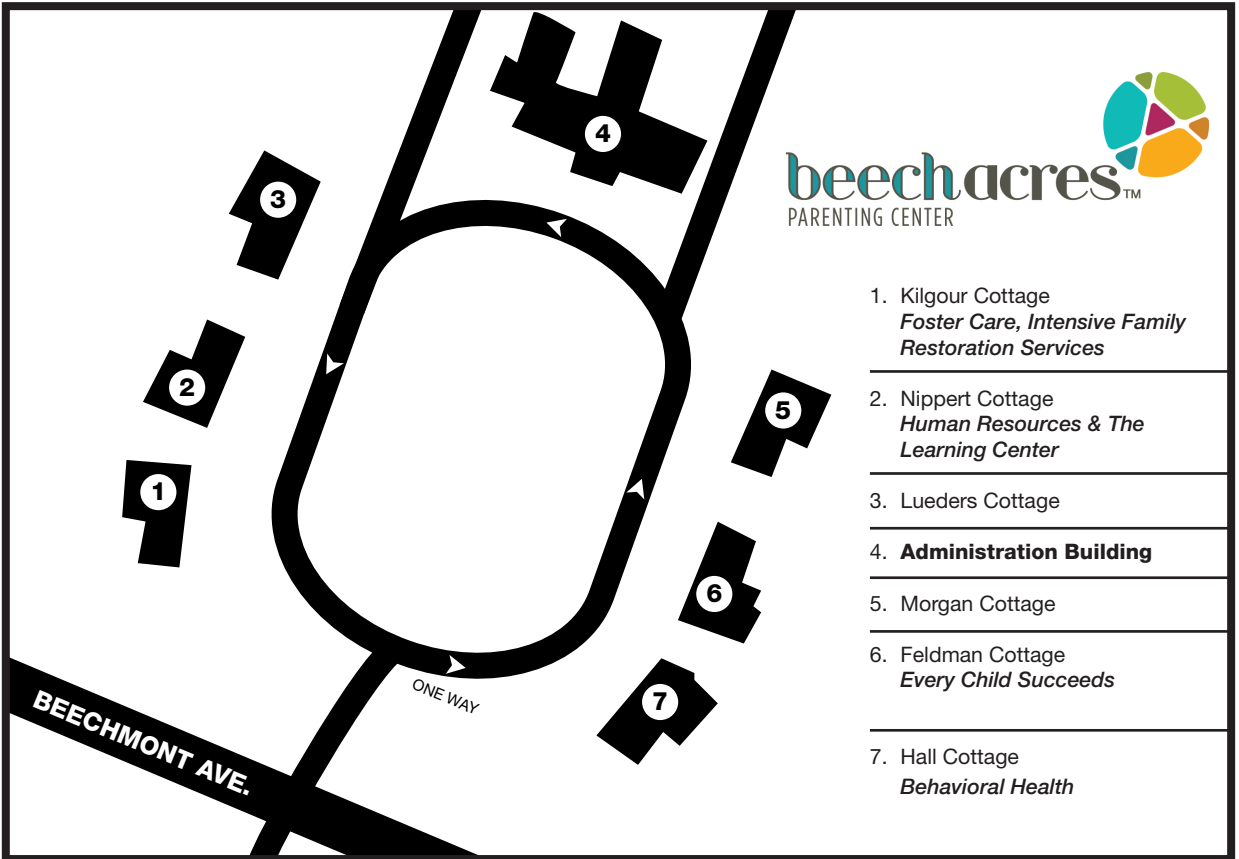 beech acres™
PARENTING CENTER
1. Kilgour Cottage
Foster Care, Intensive Family
Restoration Services
2. Nippert Cottage
Human Resources & The
Learning Center
3. Lueders Cottage
4. Administration Building
5. Morgan Cottage
6. Feldman Cottage
Every Child Succeeds
7. Hall Cottage
Behavioral Health
4
3
2
5
1
6
7
ONE WAY
BEECHMONT AVE.